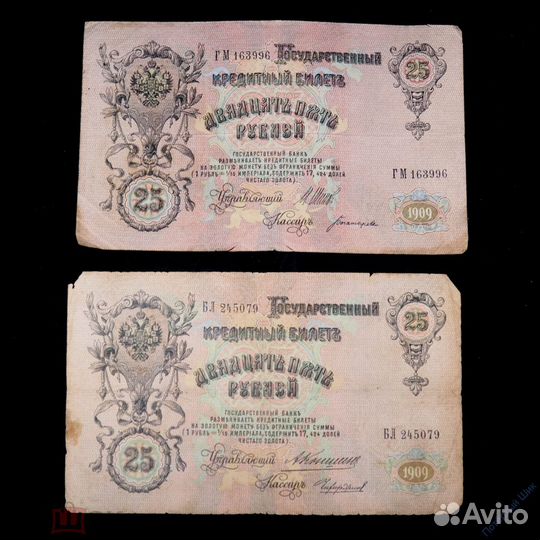 ГМ 163996 Государственный
25
Кредитный Билетъ
Двадцать пять
рублей
Государственный Банкъ
размѣниваетъ кредитные билеты
на золотую монету безъ ограниченія суммы
(1 рубль = 1/15 имперіала, содержитъ 17,424 долей
чистаго золота).
ГМ 163996
25
Управляющій
1909
Кассиръ
БЛ 245079 Государственный
25
Кредитный Билетъ
Двадцать пять
рублей
Государственный Банкъ
размѣниваетъ кредитные билеты
на золотую монету безъ ограниченія суммы
(1 рубль = 1/15 имперіала, содержитъ 17,424 долей
чистаго золота).
БЛ 245079
25
Управляющій
1909
Кассиръ
Avito